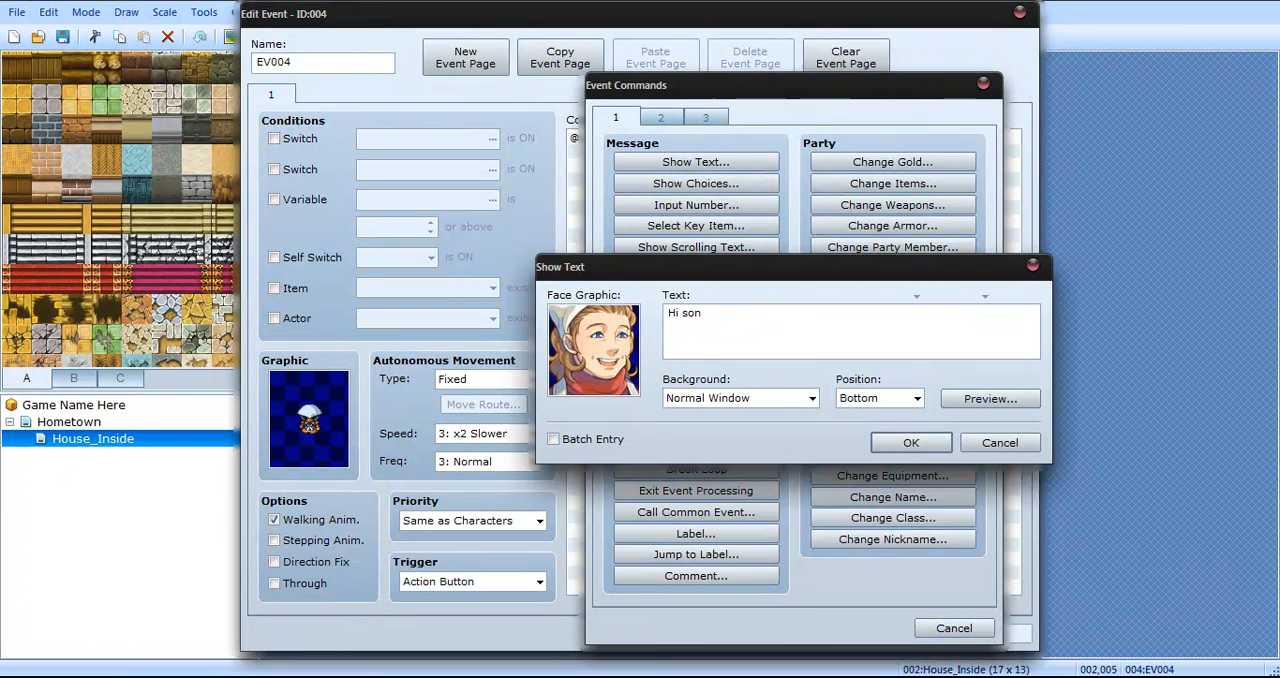 File Edit Mode Draw Scale Tools
Edit Event - ID:004
Name:
EV004
New Event Page
Copy Event Page
Paste Event Page
Delete Event Page
Clear Event Page
1
Conditions
Switch ... is ON
Switch ... is ON
Variable ... is
or above
Self Switch is ON
Item
Actor
Graphic
Autonomous Movement
Type: Fixed
Move Route...
Speed: 3: x2 Slower
Freq: 3: Normal
Options
Walking Anim.
Stepping Anim.
Direction Fix
Through
Priority
Same as Characters
Trigger
Action Button
@
Event Commands
1 2 3
Message
Show Text...
Show Choices...
Input Number...
Select Key Item...
Show Scrolling Text...
Party
Change Gold...
Change Items...
Change Weapons...
Change Armor...
Change Party Member...
Show Text
Face Graphic:
Text:
Hi son
Background:
Normal Window
Position:
Bottom
Preview...
Batch Entry
OK
Cancel
Break Loop
Exit Event Processing
Call Common Event...
Label...
Jump to Label...
Comment...
Change Equipment...
Change Name...
Change Class...
Change Nickname...
Cancel
A B C
Game Name Here
Hometown
House_Inside
002:House_Inside (17 x 13)
002,005
004:EV004